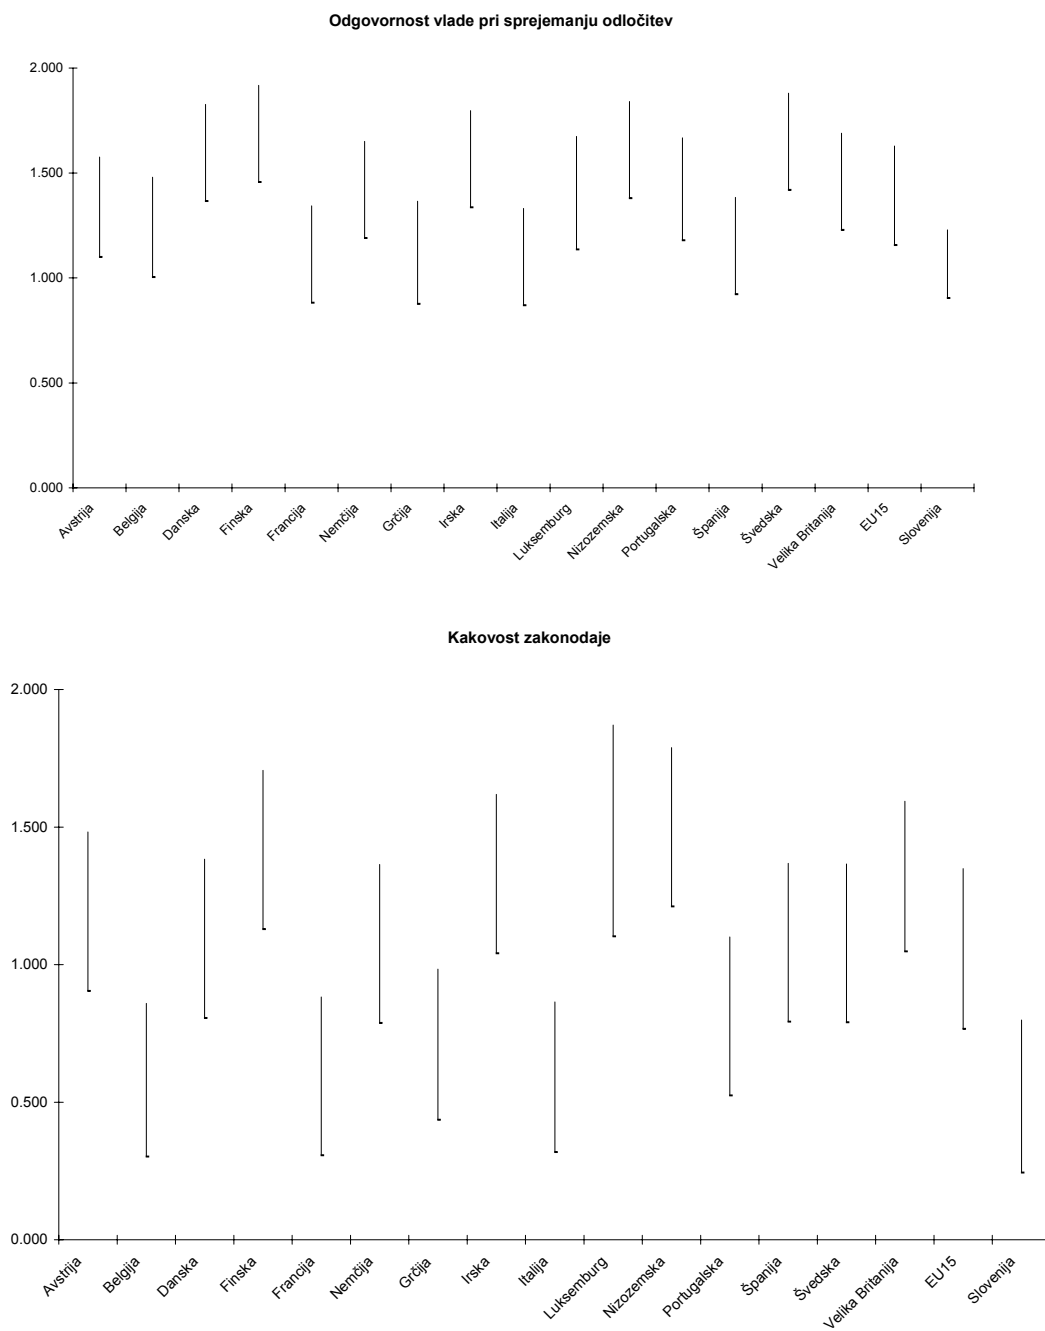 Odgovornost vlade pri sprejemanju odločitev
2.000
1.500
1.000
0.500
0.000
Avstrija
Belgija
Danska
Finska
Francija
Nemčija
Grčija
Irska
Italija
Luksemburg
Nizozemska
Portugalska
Španija
Švedska
Velika Britanija
EU15
Slovenija
Kakovost zakonodaje
2.000
1.500
1.000
0.500
0.000
Avstrija
Belgija
Danska
Finska
Francija
Nemčija
Grčija
Irska
Italija
Luksemburg
Nizozemska
Portugalska
Španija
Švedska
Velika Britanija
EU15
Slovenija